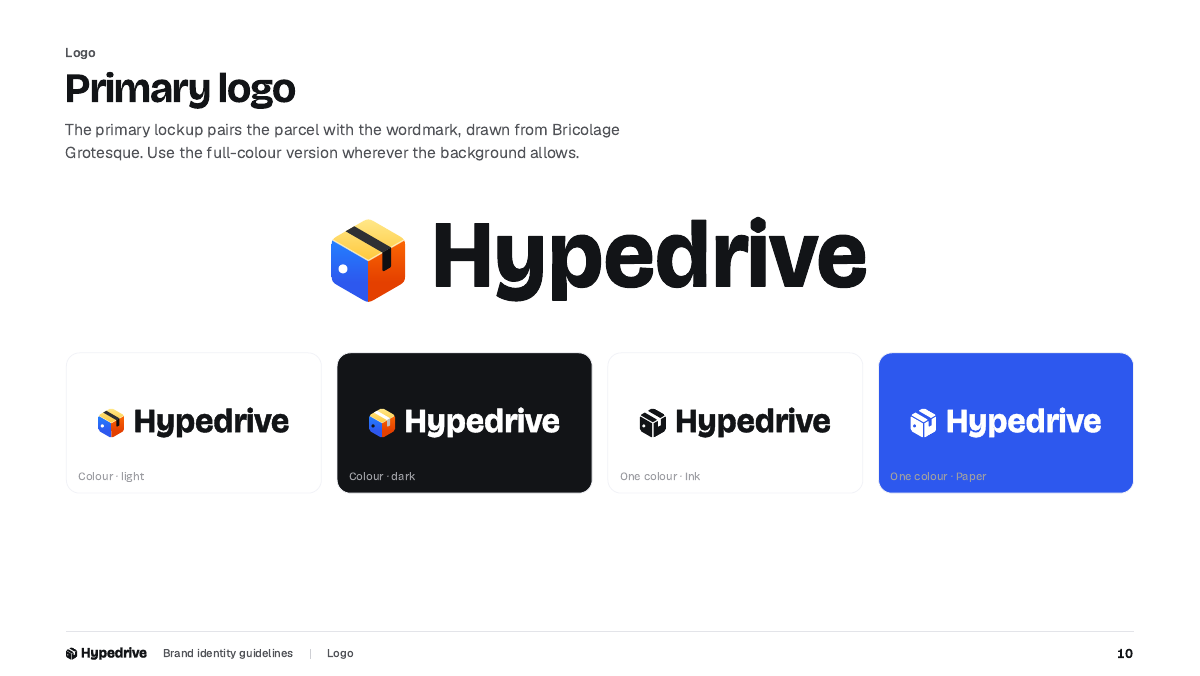 Logo
Primary logo
The primary lockup pairs the parcel with the wordmark, drawn from Bricolage
Grotesque. Use the full-colour version wherever the background allows.
Hypedrive
Hypedrive
Colour · light
Hypedrive
Colour · dark
Hypedrive
One colour · Ink
Hypedrive
One colour · Paper
Hypedrive Brand identity guidelines | Logo 10